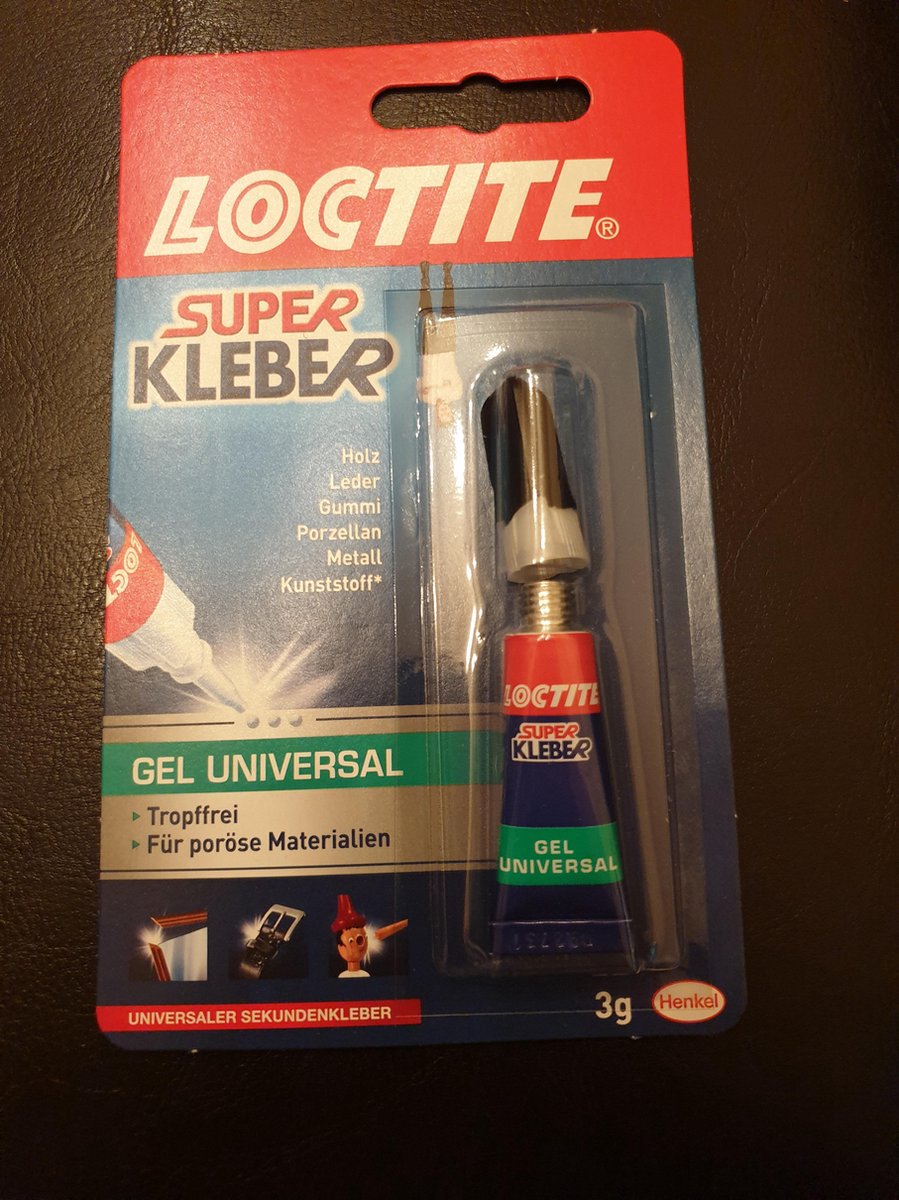 LOCTITE®
SUPER
KLEBER
Holz
Leder
Gummi
Porzellan
Metall
Kunststoff*
GEL UNIVERSAL
Tropffrei
Für poröse Materialien
UNIVERSALER SEKUNDENKLEBER
LOCTITE
SUPER
KLEBER
GEL
UNIVERSAL
3g
Henkel